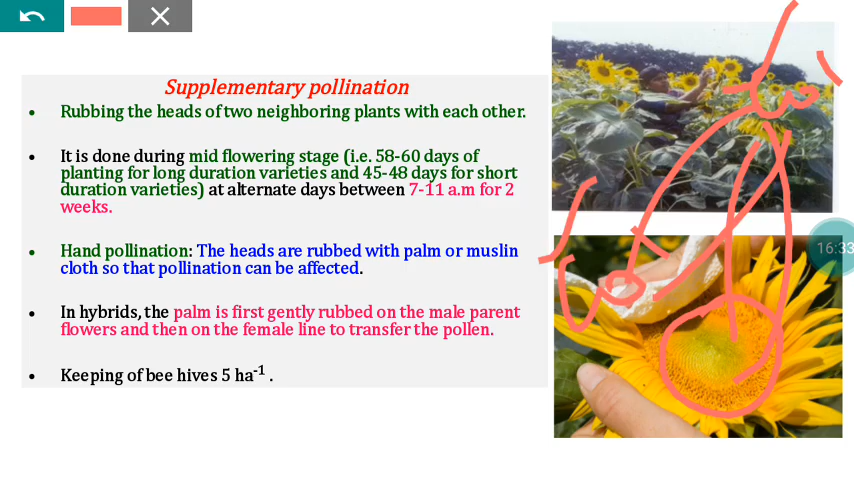 Supplementary pollination
• Rubbing the heads of two neighboring plants with each other.
• It is done during mid flowering stage (i.e. 58-60 days of
planting for long duration varieties and 45-48 days for short
duration varieties) at alternate days between 7-11 a.m for 2
weeks.
• Hand pollination: The heads are rubbed with palm or muslin
cloth so that pollination can be affected.
• In hybrids, the palm is first gently rubbed on the male parent
flowers and then on the female line to transfer the pollen.
• Keeping of bee hives 5 ha-1 .
16:33